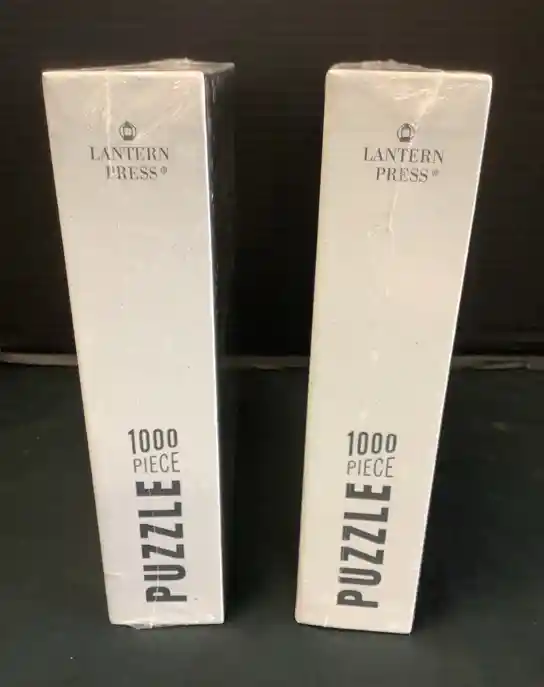 LANTERN
PRESS®
1000
PIECE
PUZZLE
LANTERN
PRESS®
1000
PIECE
PUZZLE